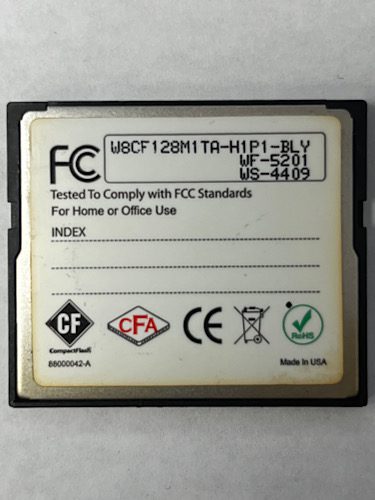 FC W8CF128M1TA-H1P1-BLY
WF-5201
WS-4409
Tested To Comply with FCC Standards
For Home or Office Use
INDEX
CF CFA CE RoHS
CompactFlash
88000042-A Made In USA